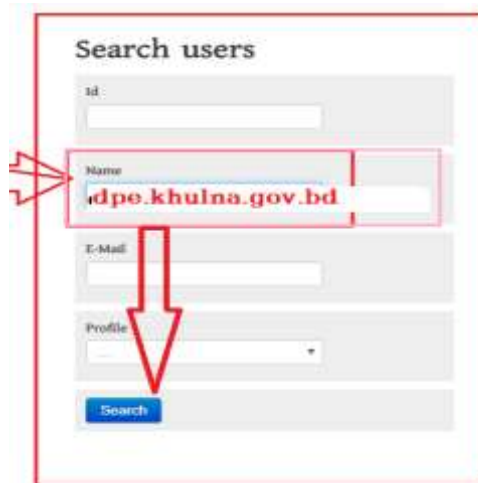 Search users
Id
Name
dpe.khulna.gov.bd
E-Mail
Profile
Search